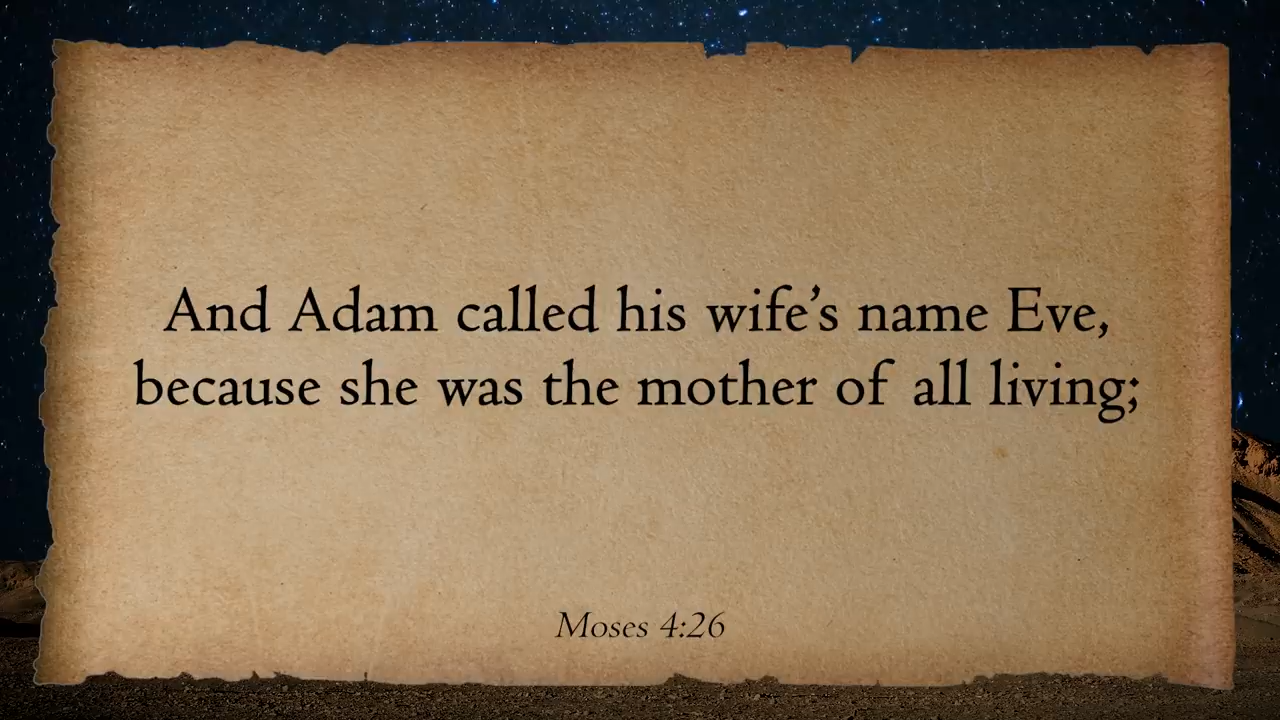 And Adam called his wife’s name Eve,
because she was the mother of all living;
Moses 4:26